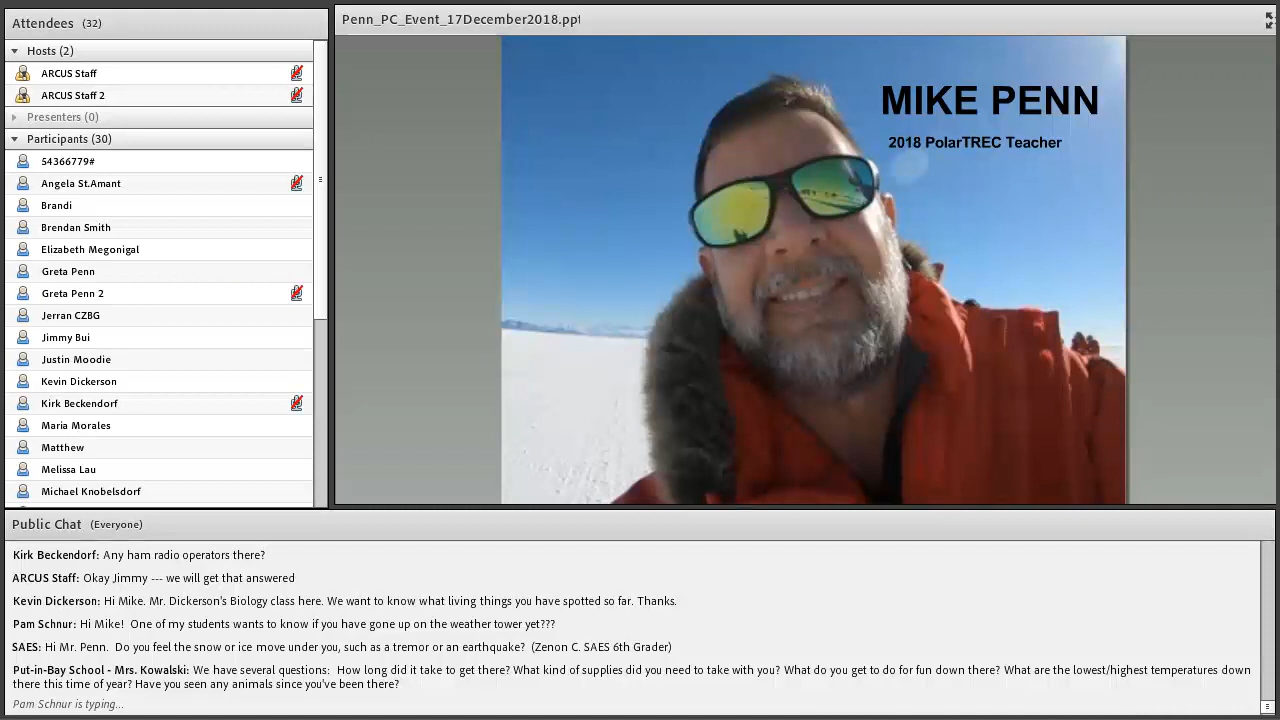 Attendees (32)
Hosts (2)
ARCUS Staff
ARCUS Staff 2
Presenters (0)
Participants (30)
54366779#
Angela St.Amant
Brandi
Brendan Smith
Elizabeth Megonigal
Greta Penn
Greta Penn 2
Jerran CZBG
Jimmy Bui
Justin Moodie
Kevin Dickerson
Kirk Beckendorf
Maria Morales
Matthew
Melissa Lau
Michael Knobelsdorf
Penn_PC_Event_17December2018.ppt
MIKE PENN
2018 PolarTREC Teacher
Public Chat (Everyone)
Kirk Beckendorf: Any ham radio operators there?
ARCUS Staff: Okay Jimmy --- we will get that answered
Kevin Dickerson: Hi Mike. Mr. Dickerson's Biology class here. We want to know what living things you have spotted so far. Thanks.
Pam Schnur: Hi Mike!  One of my students wants to know if you have gone up on the weather tower yet???
SAES: Hi Mr. Penn.  Do you feel the snow or ice move under you, such as a tremor or an earthquake?  (Zenon C. SAES 6th Grader)
Put-in-Bay School - Mrs. Kowalski: We have several questions:  How long did it take to get there? What kind of supplies did you need to take with you? What do you get to do for fun down there? What are the lowest/highest temperatures down
there this time of year? Have you seen any animals since you've been there?
Pam Schnur is typing...